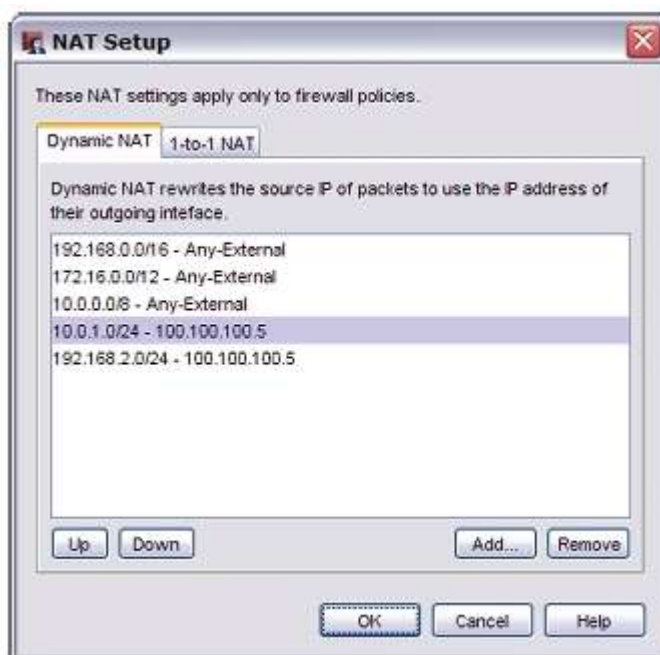 NAT Setup
These NAT settings apply only to firewall policies.
Dynamic NAT
1-to-1 NAT
Dynamic NAT rewrites the source IP of packets to use the IP address of
their outgoing inteface.
192.168.0.0/16 - Any-External
172.16.0.0/12 - Any-External
10.0.0.0/8 - Any-External
10.0.1.0/24 - 100.100.100.5
192.168.2.0/24 - 100.100.100.5
Up
Down
Add...
Remove
OK
Cancel
Help